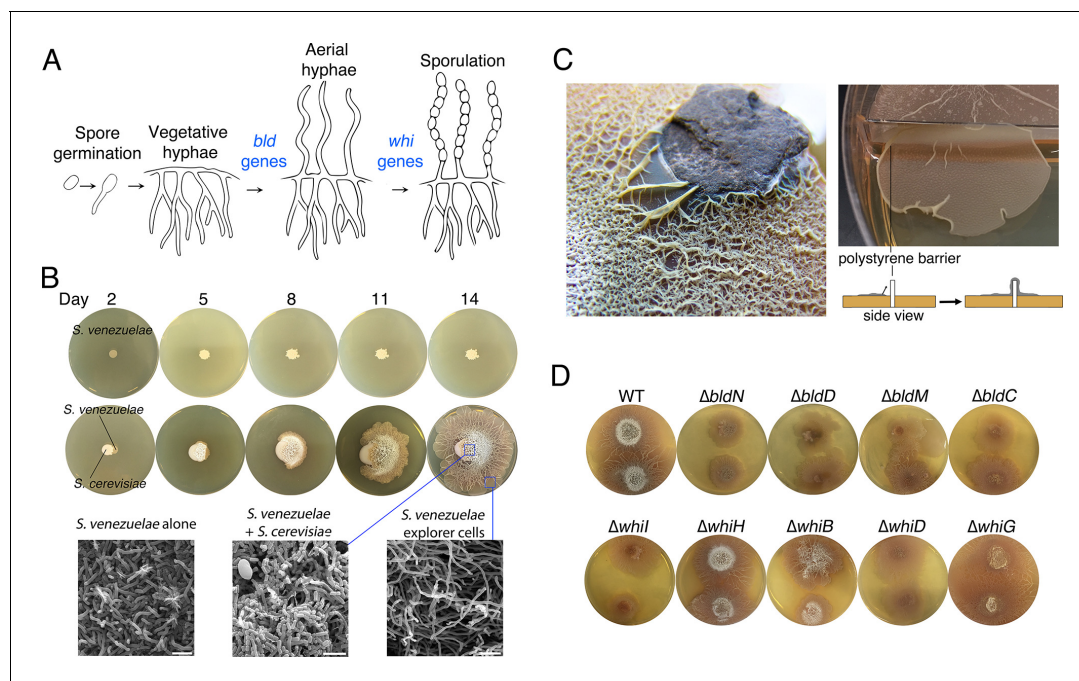 A
Spore
germination
Vegetative
hyphae
bld
genes
Aerial
hyphae
whi
genes
Sporulation
B
Day 2 5 8 11 14
S. venezuelae
S. venezuelae
S. cerevisiae
S. venezuelae alone
S. venezuelae
+ S. cerevisiae
S. venezuelae
explorer cells
C
polystyrene barrier
side view
D
WT ΔbldN ΔbldD ΔbldM ΔbldC
ΔwhiI ΔwhiH ΔwhiB ΔwhiD ΔwhiG